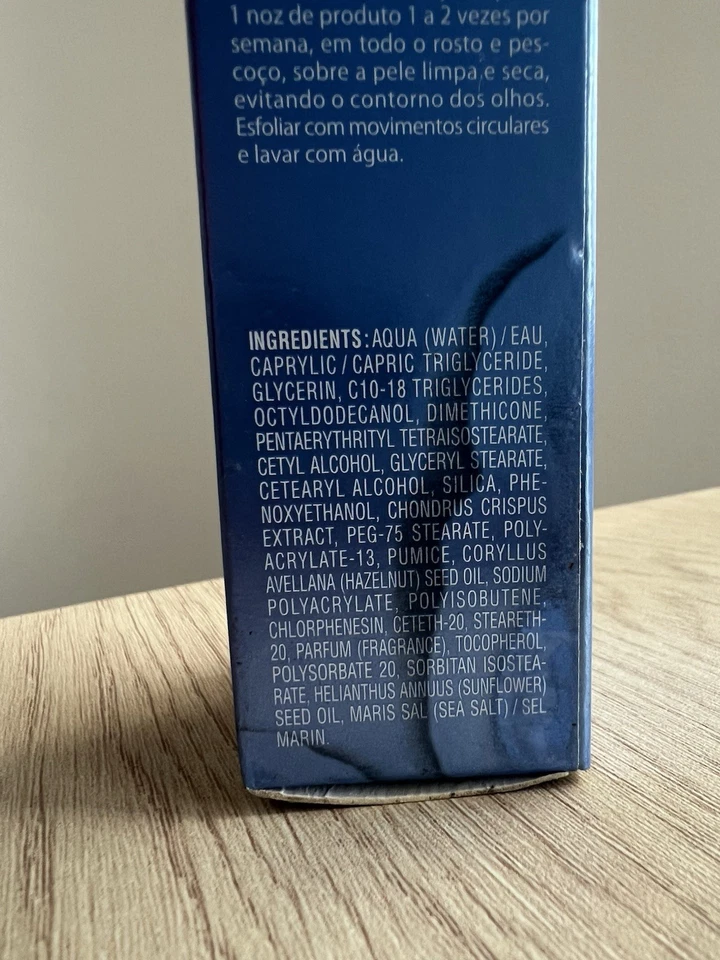 1 noz de produto 1 a 2 vezes por
semana, em todo o rosto e pes-
coço, sobre a pele limpa e seca,
evitando o contorno dos olhos.
Esfoliar com movimentos circulares
e lavar com água.
INGREDIENTS: AQUA (WATER) / EAU,
CAPRYLIC / CAPRIC TRIGLYCERIDE,
GLYCERIN, C10-18 TRIGLYCERIDES,
OCTYLDODECANOL, DIMETHICONE,
PENTAERYTHRITYL TETRAISOSTEARATE,
CETYL ALCOHOL, GLYCERYL STEARATE,
CETEARYL ALCOHOL, SILICA, PHE-
NOXYETHANOL, CHONDRUS CRISPUS
EXTRACT, PEG-75 STEARATE, POLY-
ACRYLATE-13, PUMICE, CORYLLUS
AVELLANA (HAZELNUT) SEED OIL, SODIUM
POLYACRYLATE, POLYISOBUTENE,
CHLORPHENESIN, CETETH-20, STEARETH-
20, PARFUM (FRAGRANCE), TOCOPHEROL,
POLYSORBATE 20, SORBITAN ISOSTEA-
RATE, HELIANTHUS ANNUUS (SUNFLOWER)
SEED OIL, MARIS SAL (SEA SALT) / SEL
MARIN.